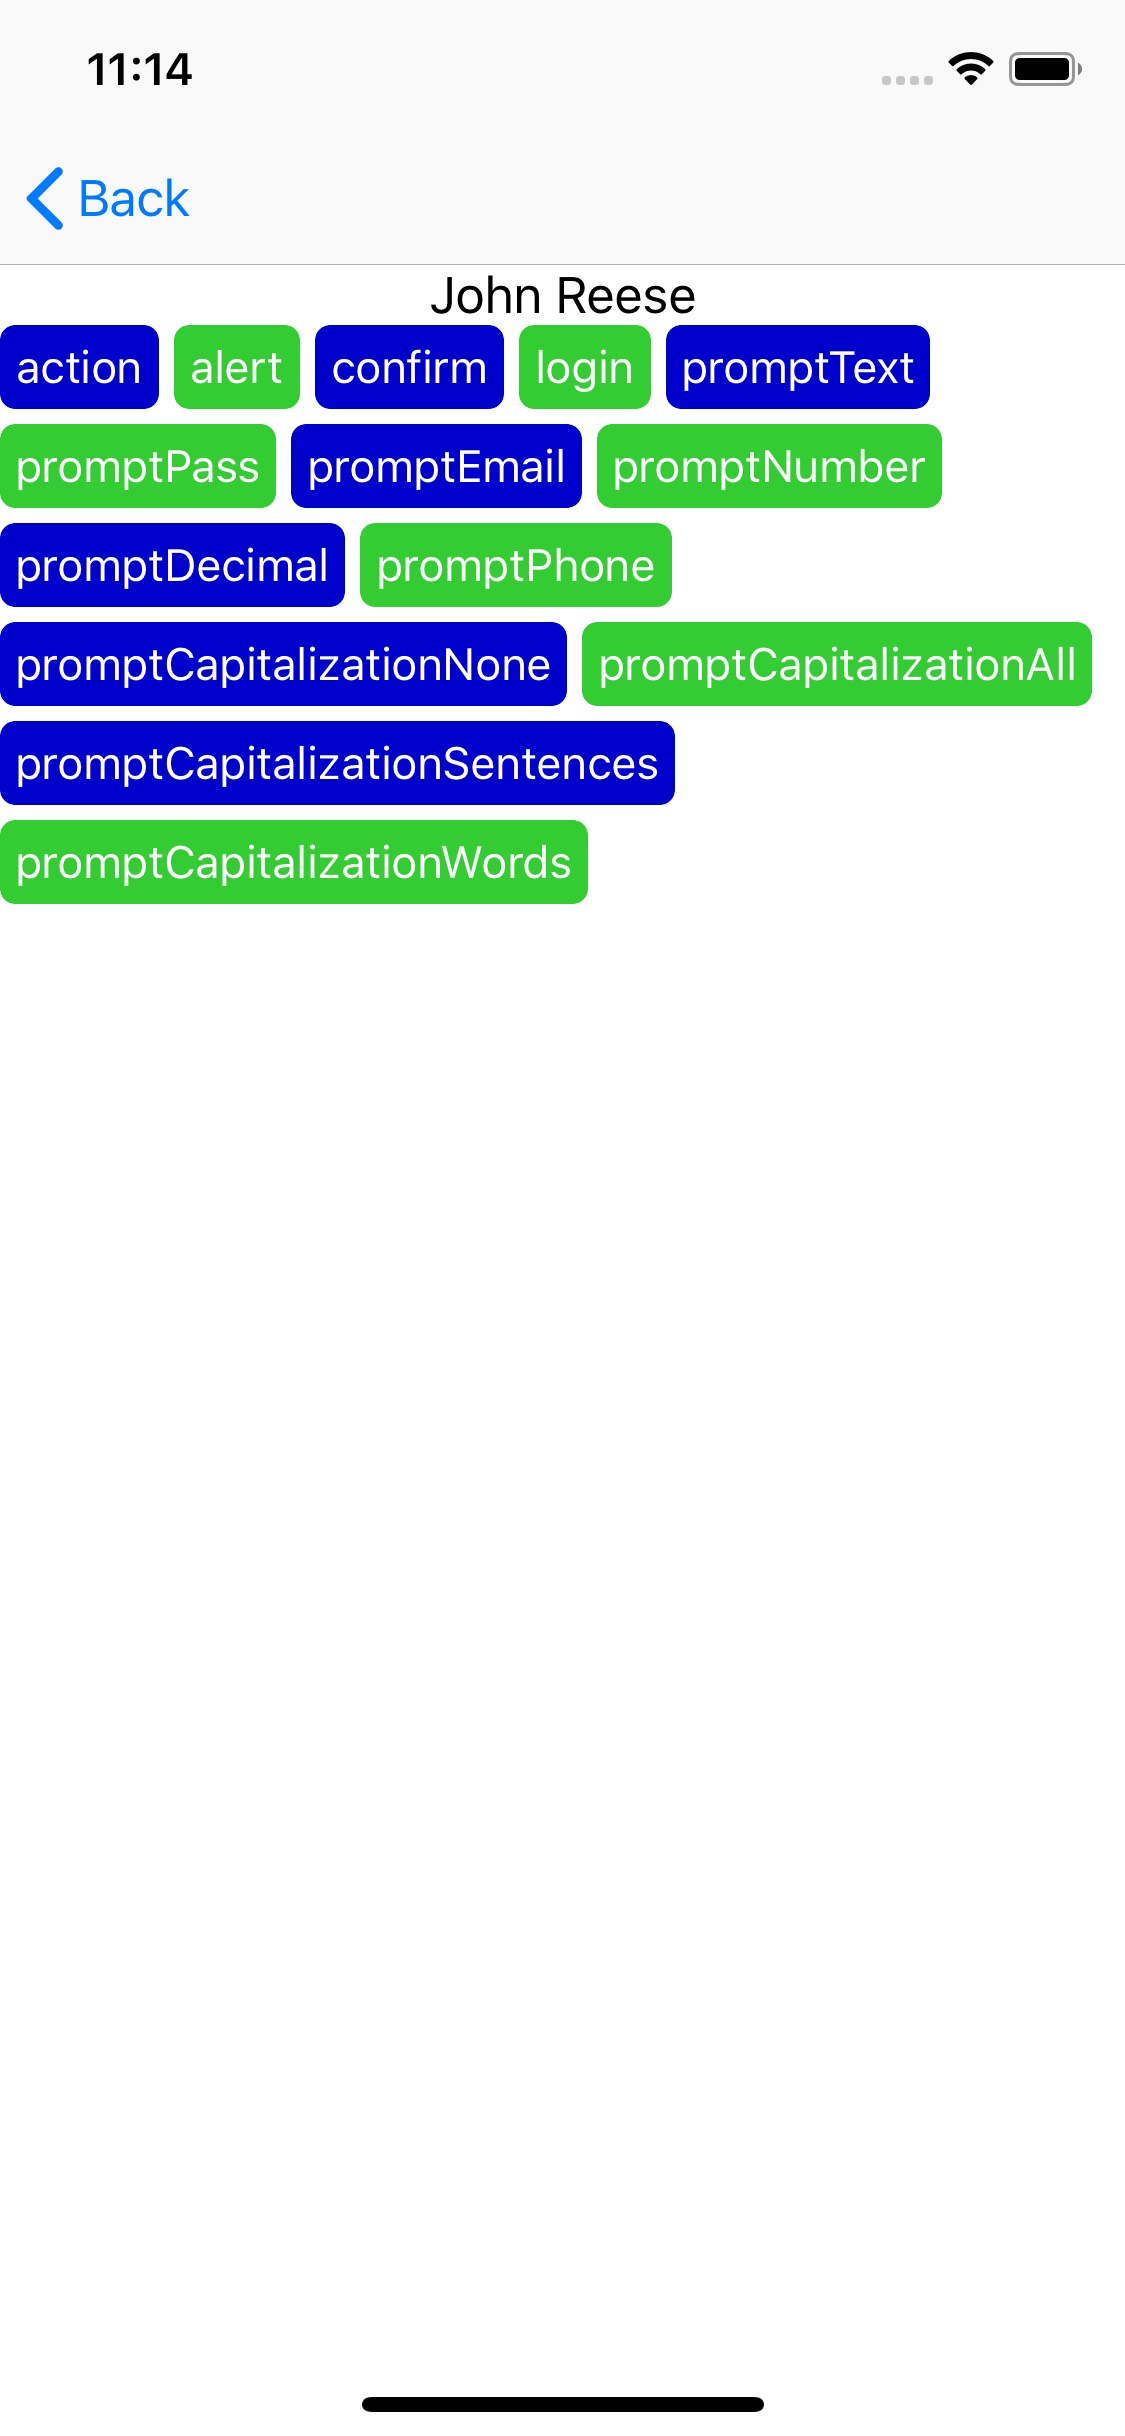 11:14
Back
John Reese
action alert confirm login promptText
promptPass promptEmail promptNumber
promptDecimal promptPhone
promptCapitalizationNone promptCapitalizationAll
promptCapitalizationSentences
promptCapitalizationWords